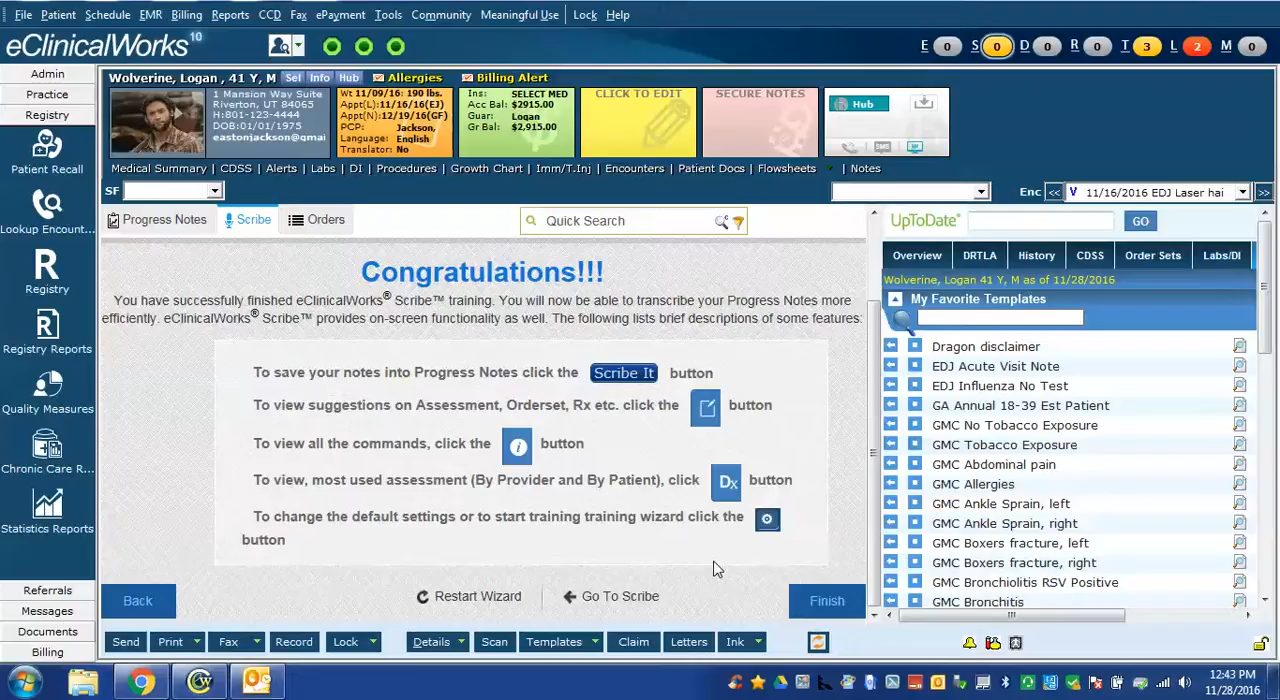 File Patient Schedule EMR Billing Reports CCD Fax ePayment Tools Community Meaningful Use Lock Help
eClinicalWorks 10
E 0 S 0 D 0 R 0 T 3 L 2 M 0
Admin
Practice
Registry
Patient Recall
Lookup Encount...
Registry
Registry Reports
Quality Measures
Chronic Care R...
Statistics Reports
Referrals
Messages
Documents
Billing
Wolverine, Logan , 41 Y, M Sel Info Hub Allergies Billing Alert
1 Mansion Way Suite
Riverton, UT 84065
H:801-123-4444
DOB:01/01/1975
eastonjackson@gmai
Wt 11/09/16: 190 lbs.
Appt(L):11/16/16(EJ)
Appt(N):12/19/16(GF)
PCP: Jackson,
Language: English
Translator: No
Ins: SELECT MED
Acc Bal: $2915.00
Guar: Logan
Gr Bal: $2,915.00
CLICK TO EDIT
SECURE NOTES
Hub
SMS
Medical Summary | CDSS | Alerts | Labs | DI | Procedures | Growth Chart | Imm/T.Inj | Encounters | Patient Docs | Flowsheets | Notes
SF
Enc << V 11/16/2016 EDJ Laser hai >>
Progress Notes Scribe Orders
Quick Search
Congratulations!!!
You have successfully finished eClinicalWorks® Scribe™ training. You will now be able to transcribe your Progress Notes more
efficiently. eClinicalWorks® Scribe™ provides on-screen functionality as well. The following lists brief descriptions of some features:
To save your notes into Progress Notes click the Scribe It button
To view suggestions on Assessment, Orderset, Rx etc. click the button
To view all the commands, click the i button
To view, most used assessment (By Provider and By Patient), click Dx button
To change the default settings or to start training training wizard click the
button
Back
Restart Wizard
Go To Scribe
Finish
UpToDate® GO
Overview DRTLA History CDSS Order Sets Labs/DI
Wolverine, Logan 41 Y, M as of 11/28/2016
My Favorite Templates
Dragon disclaimer
EDJ Acute Visit Note
EDJ Influenza No Test
GA Annual 18-39 Est Patient
GMC No Tobacco Exposure
GMC Tobacco Exposure
GMC Abdominal pain
GMC Allergies
GMC Ankle Sprain, left
GMC Ankle Sprain, right
GMC Boxers fracture, left
GMC Boxers fracture, right
GMC Bronchiolitis RSV Positive
GMC Bronchitis
Send Print Fax Record Lock Details Scan Templates Claim Letters Ink
12:43 PM
11/28/2016